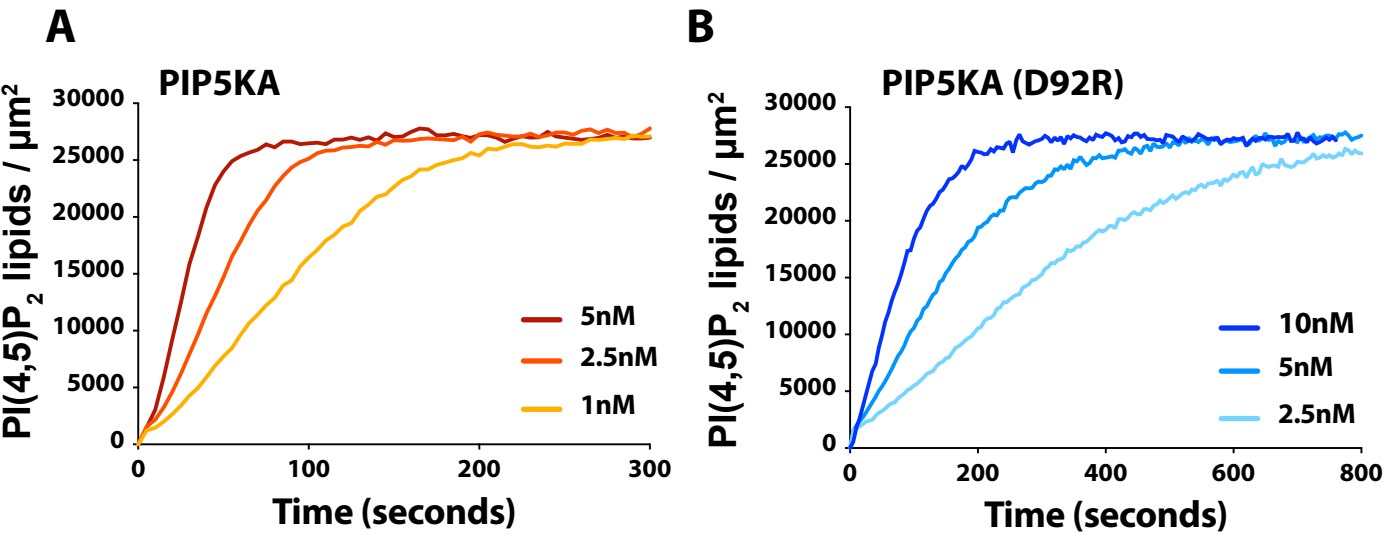 A
PIP5KA
PI(4,5)P2 lipids / µm²
30000
25000
20000
15000
10000
5000
0
0 100 200 300
Time (seconds)
5nM
2.5nM
1nM
B
PIP5KA (D92R)
PI(4,5)P2 lipids / µm²
30000
25000
20000
15000
10000
5000
0
0 200 400 600 800
Time (seconds)
10nM
5nM
2.5nM